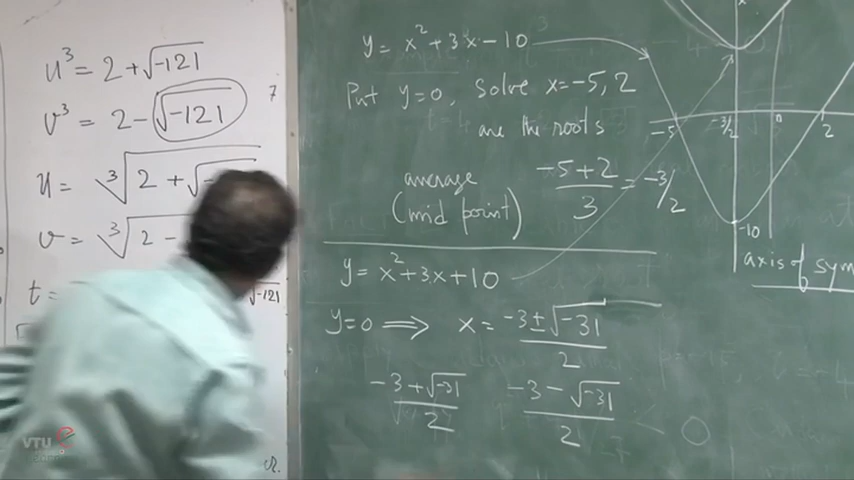 u³ = 2 + √-121
v³ = 2 - √-121
7
u = ∛2 + √
v = ∛2 -
t =
√-121
y = x² + 3x - 10
Put y=0, solve x = -5, 2
are the roots
average
(mid point)
-5+2/3 = -3/2
y = x² + 3x + 10
y=0 ⟹ x = -3±√-31/2
-3+√-31/2 -3-√-31/2
< 0
x
-5 -3/2 0 2
-10
axis of sym
VTU e